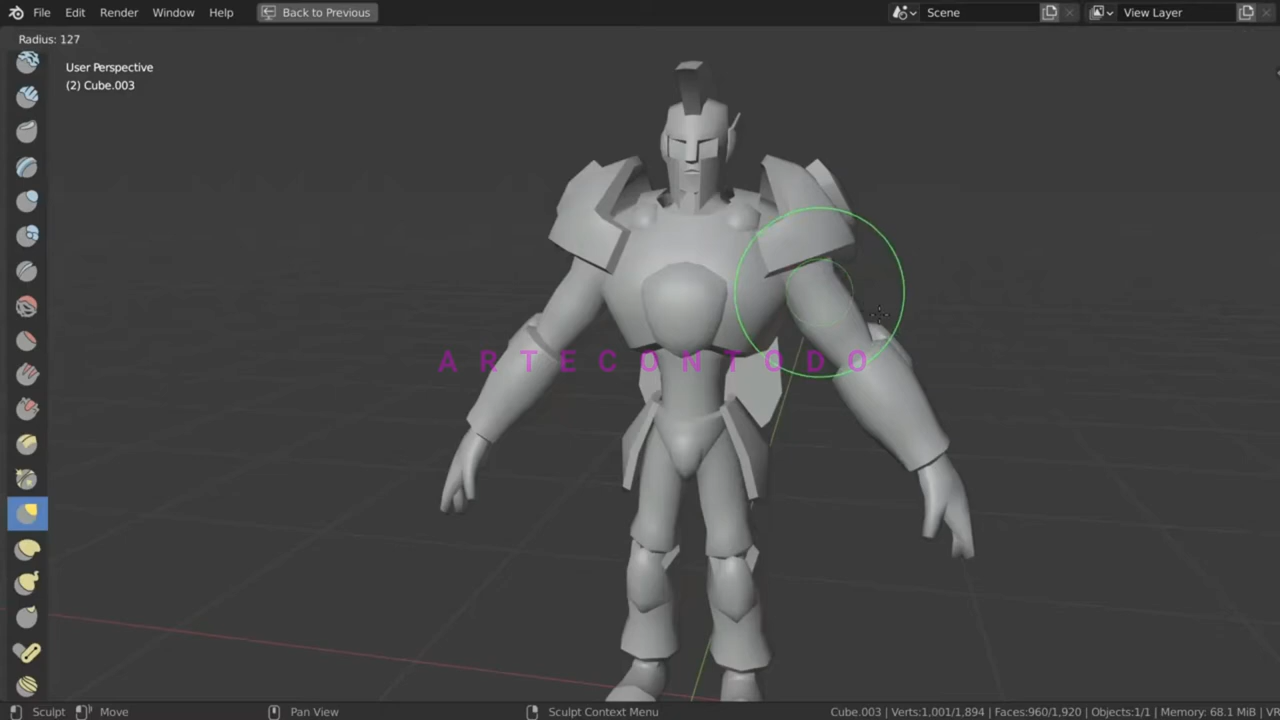 File Edit Render Window Help Back to Previous Scene View Layer
Radius: 127
User Perspective
(2) Cube.003
ARTECONTODO
Sculpt Move Pan View Sculpt Context Menu Cube.003 | Verts:1,001/1,894 | Faces:960/1,920 | Objects:1/1 | Memory: 68.1 MiB | VR